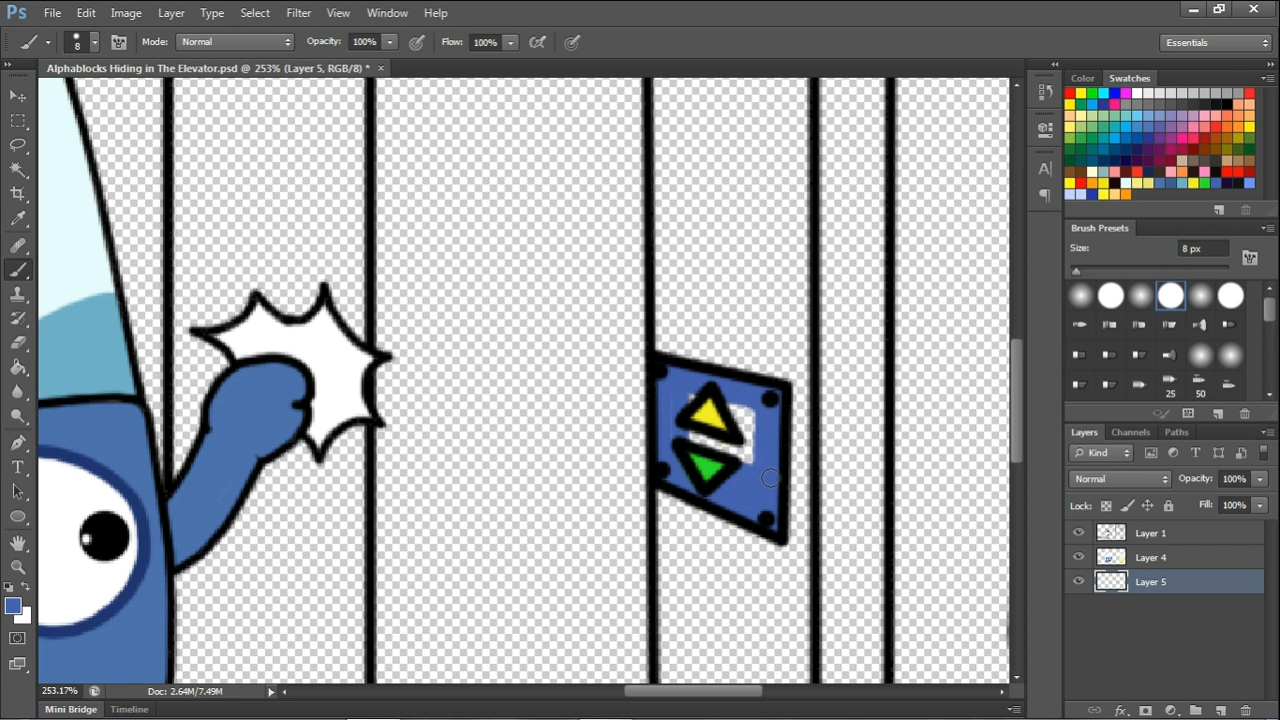 Ps File Edit Image Layer Type Select Filter View Window Help
8 Mode: Normal Opacity: 100% Flow: 100% Essentials
Alphablocks Hiding in The Elevator.psd @ 253% (Layer 5, RGB/8) * ×
Color Swatches
Brush Presets
Size: 8 px
25 50
Layers Channels Paths
Kind
Normal Opacity: 100%
Lock: Fill: 100%
Layer 1
Layer 4
Layer 5
253.17% Doc: 2.64M/7.49M
Mini Bridge Timeline